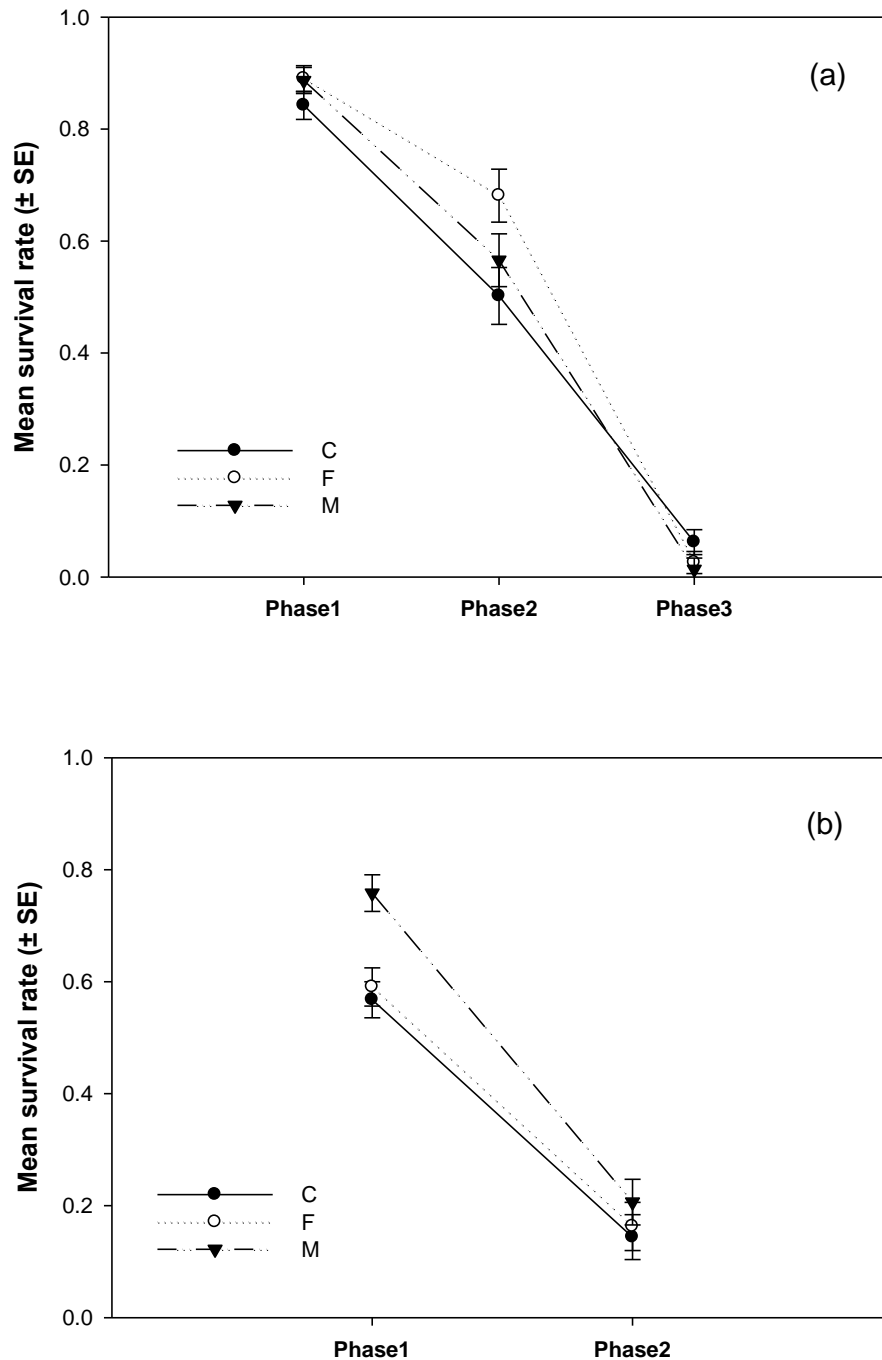 1.0
(a)
0.8
0.6
Mean survival rate (± SE)
0.4
C
0.2
F
M
0.0
Phase1 Phase2 Phase3
1.0
(b)
0.8
0.6
Mean survival rate (± SE)
0.4
0.2
C
F
M
0.0
Phase1 Phase2